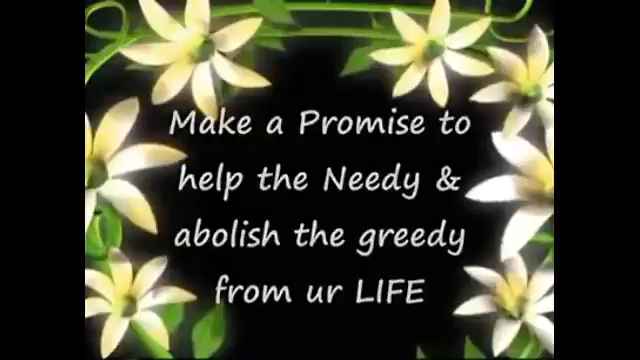 Make a Promise to
help the Needy &
abolish the greedy
from ur LIFE